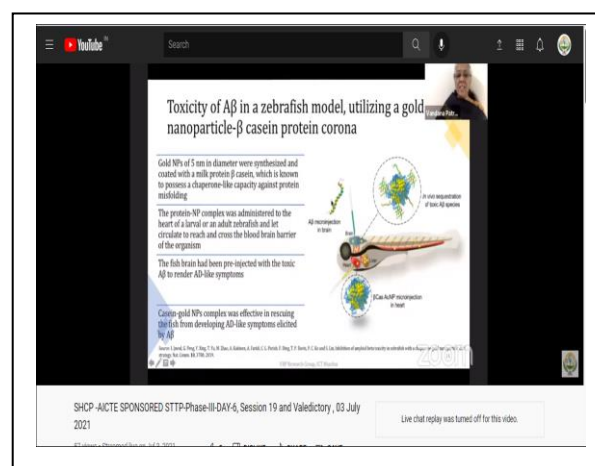 YouTube
Search
Toxicity of Aβ in a zebrafish model, utilizing a gold
nanoparticle-β casein protein corona
Vandana Patr...
Gold NPs of 5 nm in diameter were synthesized and
coated with a milk protein β casein, which is known
to possess a chaperone-like capacity against protein
misfolding
The protein-NP complex was administered to the
heart of a larval or an adult zebrafish and let
circulate to reach and cross the blood brain barrier
of the organism
The fish brain had been pre-injected with the toxic
Aβ to render AD-like symptoms
Casein-gold NPs complex was effective in rescuing
the fish from developing AD-like symptoms elicited
by Aβ
Aβ microinjection
in brain
Brain
In vivo sequestration
of toxic Aβ species
βCas AuNP microinjection
in heart
zoom
SHCP -AICTE SPONSORED STTP-Phase-III-DAY-6, Session 19 and Valedictory , 03 July
2021
Live chat replay was turned off for this video.